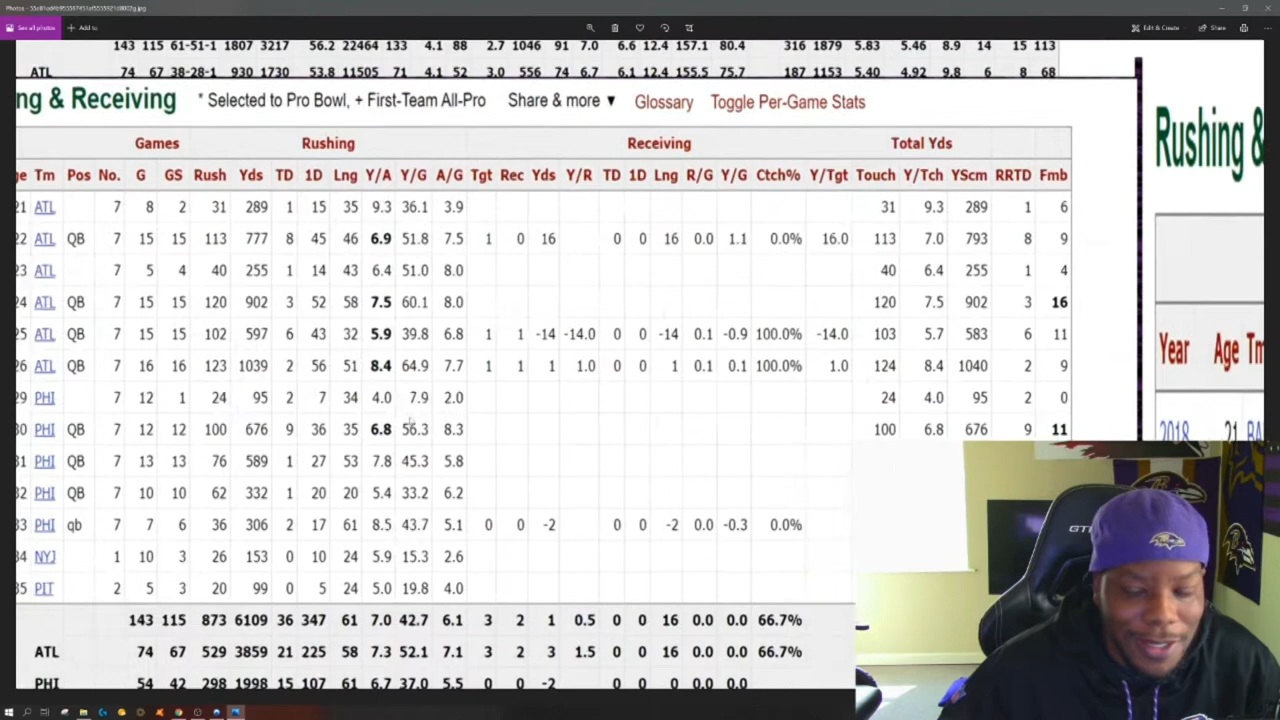 Photos - 55c81ed4b955597451ef5555921d8802g.jpg
See all photos + Add to Edit & Create Share
143 115 61-51-1 1807 3217 56.2 22464 133 4.1 88 2.7 1046 91 7.0 6.6 12.4 157.1 80.4 316 1879 5.83 5.46 8.9 14 15 113
ATL 74 67 38-28-1 930 1730 53.8 11505 71 4.1 52 3.0 556 74 6.7 6.1 12.4 155.5 75.7 187 1153 5.40 4.92 9.8 6 8 68
ng & Receiving * Selected to Pro Bowl, + First-Team All-Pro Share & more ▼ Glossary Toggle Per-Game Stats
Rushing &
Games Rushing Receiving Total Yds
ge Tm Pos No. G GS Rush Yds TD 1D Lng Y/A Y/G A/G Tgt Rec Yds Y/R TD 1D Lng R/G Y/G Ctch% Y/Tgt Touch Y/Tch YScm RRTD Fmb
21 ATL 7 8 2 31 289 1 15 35 9.3 36.1 3.9 31 9.3 289 1 6
22 ATL QB 7 15 15 113 777 8 45 46 6.9 51.8 7.5 1 0 16 0 0 16 0.0 1.1 0.0% 16.0 113 7.0 793 8 9
23 ATL 7 5 4 40 255 1 14 43 6.4 51.0 8.0 40 6.4 255 1 4
24 ATL QB 7 15 15 120 902 3 52 58 7.5 60.1 8.0 120 7.5 902 3 16
25 ATL QB 7 15 15 102 597 6 43 32 5.9 39.8 6.8 1 1 -14 -14.0 0 0 -14 0.1 -0.9 100.0% -14.0 103 5.7 583 6 11
Year Age Tm
26 ATL QB 7 16 16 123 1039 2 56 51 8.4 64.9 7.7 1 1 1 1.0 0 0 1 0.1 0.1 100.0% 1.0 124 8.4 1040 2 9
29 PHI 7 12 1 24 95 2 7 34 4.0 7.9 2.0 24 4.0 95 2 0
30 PHI QB 7 12 12 100 676 9 36 35 6.8 56.3 8.3 100 6.8 676 9 11
2018 21 BA
31 PHI QB 7 13 13 76 589 1 27 53 7.8 45.3 5.8
32 PHI QB 7 10 10 62 332 1 20 20 5.4 33.2 6.2
33 PHI qb 7 7 6 36 306 2 17 61 8.5 43.7 5.1 0 0 -2 0 0 -2 0.0 -0.3 0.0%
34 NYJ 1 10 3 26 153 0 10 24 5.9 15.3 2.6
35 PIT 2 5 3 20 99 0 5 24 5.0 19.8 4.0
143 115 873 6109 36 347 61 7.0 42.7 6.1 3 2 1 0.5 0 0 16 0.0 0.0 66.7%
ATL 74 67 529 3859 21 225 58 7.3 52.1 7.1 3 2 3 1.5 0 0 16 0.0 0.0 66.7%
PHI 54 42 298 1998 15 107 61 6.7 37.0 5.5 0 0 -2 0 0 0 0.0 0.0